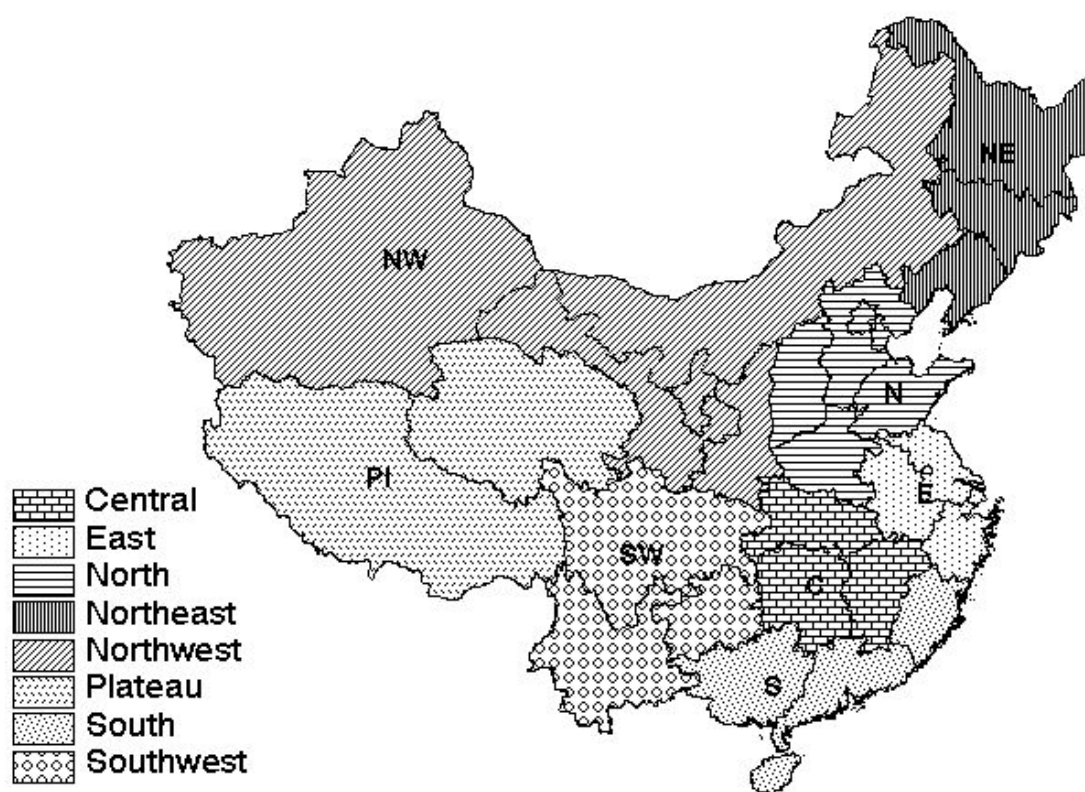 NE
NW
N
PI
E
SW
C
S
Central
East
North
Northeast
Northwest
Plateau
South
Southwest